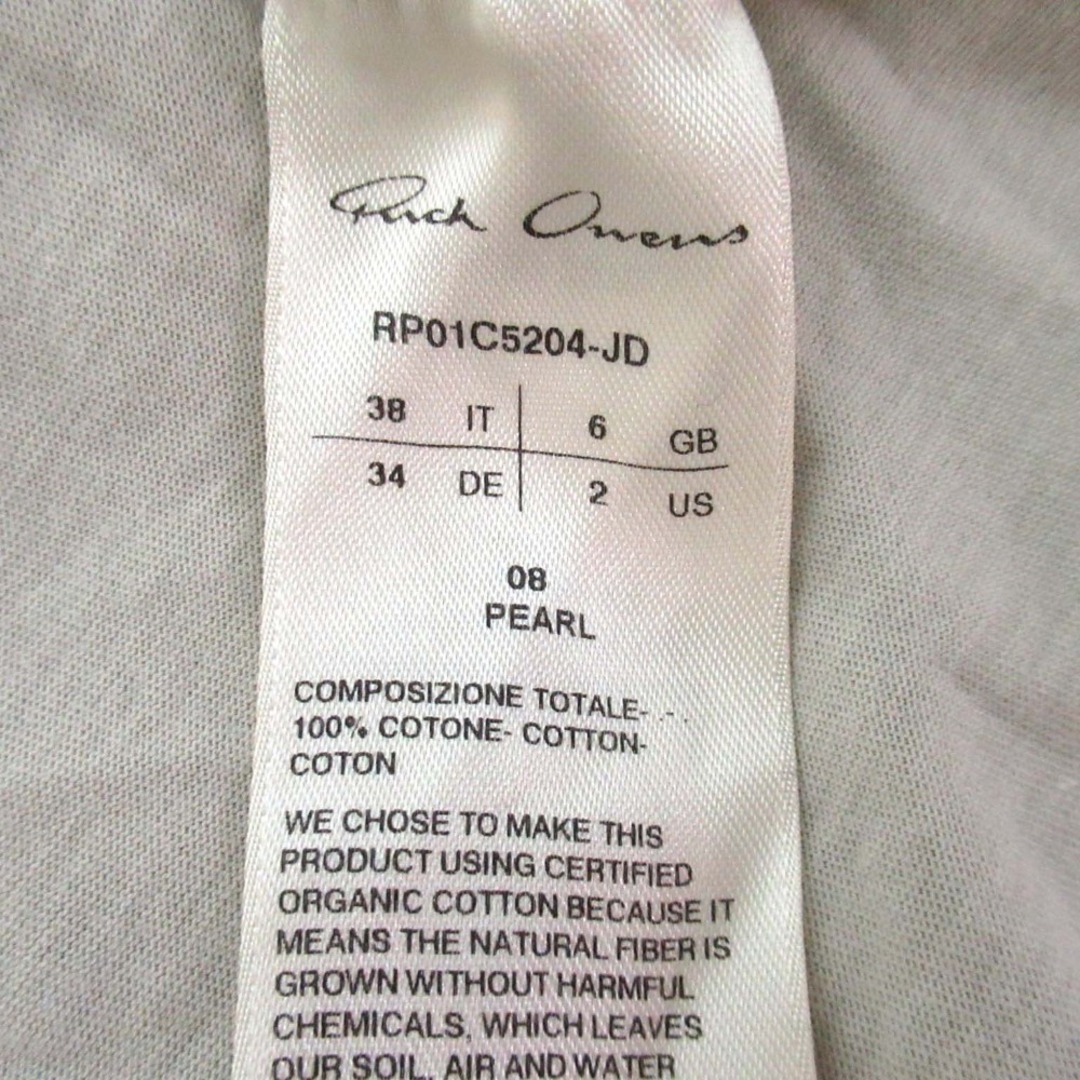 Rick Owens
RP01C5204-JD
38 IT 6 GB
34 DE 2 US
08
PEARL
COMPOSIZIONE TOTALE- .- .
100% COTONE- COTTON-
COTON
WE CHOSE TO MAKE THIS
PRODUCT USING CERTIFIED
ORGANIC COTTON BECAUSE IT
MEANS THE NATURAL FIBER IS
GROWN WITHOUT HARMFUL
CHEMICALS, WHICH LEAVES
OUR SOIL, AIR AND WATER